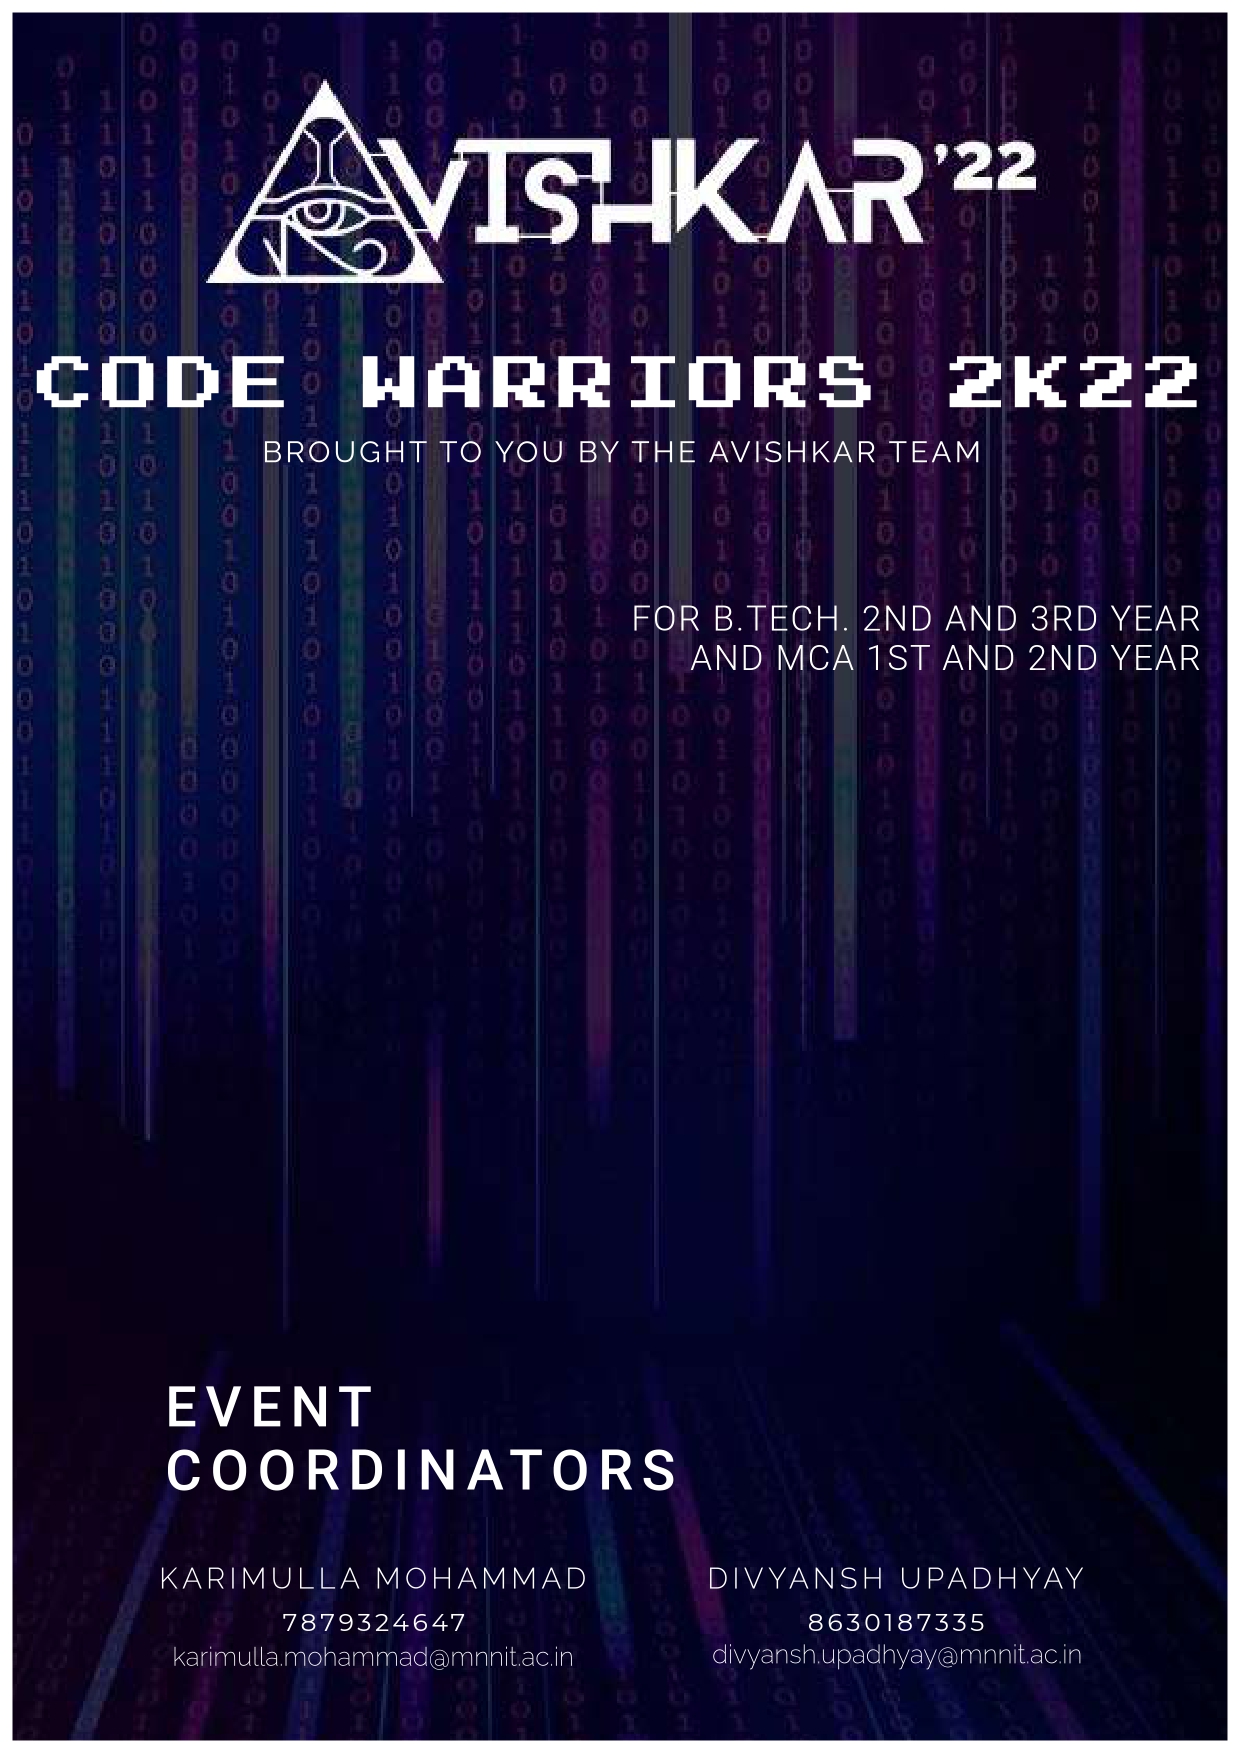 AVISHKAR'22
CODE WARRIORS 2K22
BROUGHT TO YOU BY THE AVISHKAR TEAM
FOR B.TECH. 2ND AND 3RD YEAR
AND MCA 1ST AND 2ND YEAR
EVENT
COORDINATORS
KARIMULLA MOHAMMAD
7879324647
karimulla.mohammad@mnnit.ac.in
DIVYANSH UPADHYAY
8630187335
divyansh.upadhyay@mnnit.ac.in